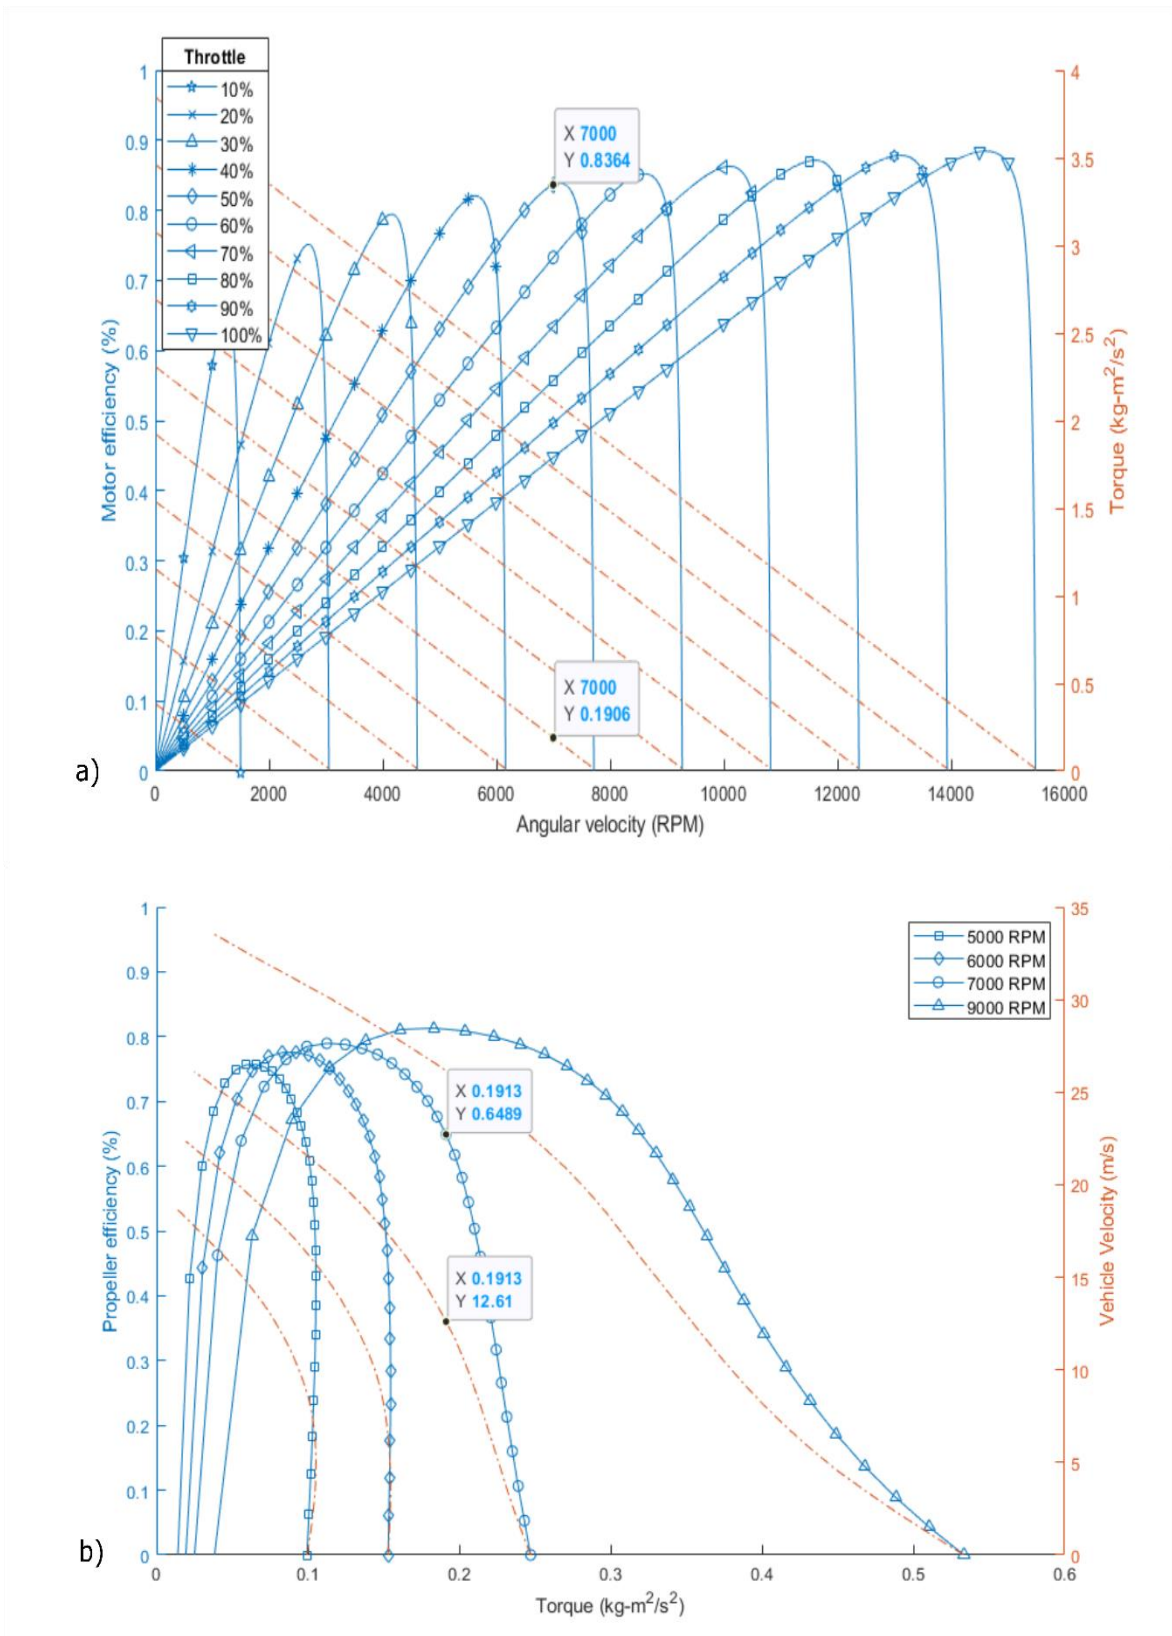 Throttle
10%
20%
30%
40%
50%
60%
70%
80%
90%
100%
1
0.9
0.8
0.7
0.6
0.5
0.4
0.3
0.2
0.1
0
Motor efficiency (%)
X 7000
Y 0.8364
X 7000
Y 0.1906
4
3.5
3
2.5
2
1.5
1
0.5
0
Torque (kg-m²/s²)
a)
0 2000 4000 6000 8000 10000 12000 14000 16000
Angular velocity (RPM)
1
0.9
0.8
0.7
0.6
0.5
0.4
0.3
0.2
0.1
0
Propeller efficiency (%)
5000 RPM
6000 RPM
7000 RPM
9000 RPM
X 0.1913
Y 0.6489
X 0.1913
Y 12.61
35
30
25
20
15
10
5
0
Vehicle Velocity (m/s)
b)
0 0.1 0.2 0.3 0.4 0.5 0.6
Torque (kg-m²/s²)